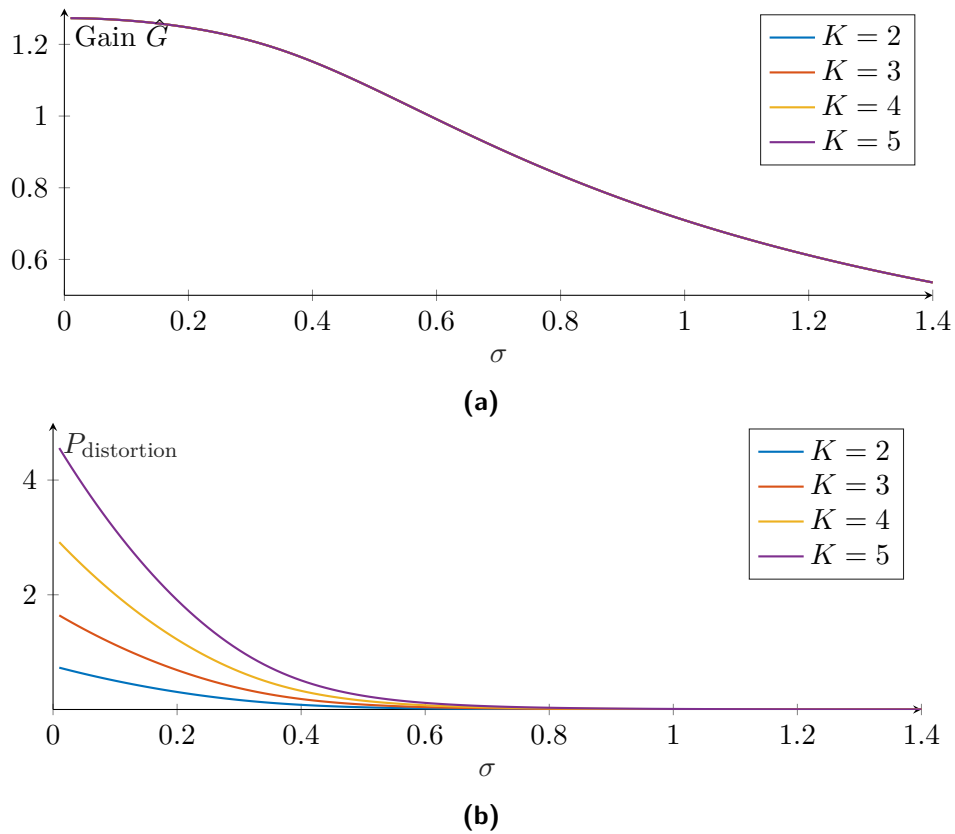 Gain G
1.2
1
0.8
0.6
0 0.2 0.4 0.6 0.8 1 1.2 1.4
σ
K = 2
K = 3
K = 4
K = 5
(a)
P_distortion
4
2
0 0.2 0.4 0.6 0.8 1 1.2 1.4
σ
K = 2
K = 3
K = 4
K = 5
(b)